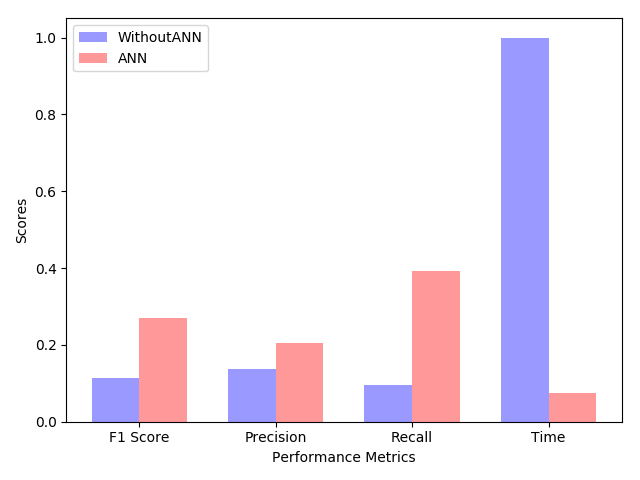 WithoutANN
ANN
Scores
1.0
0.8
0.6
0.4
0.2
0.0
F1 Score Precision Recall Time
Performance Metrics